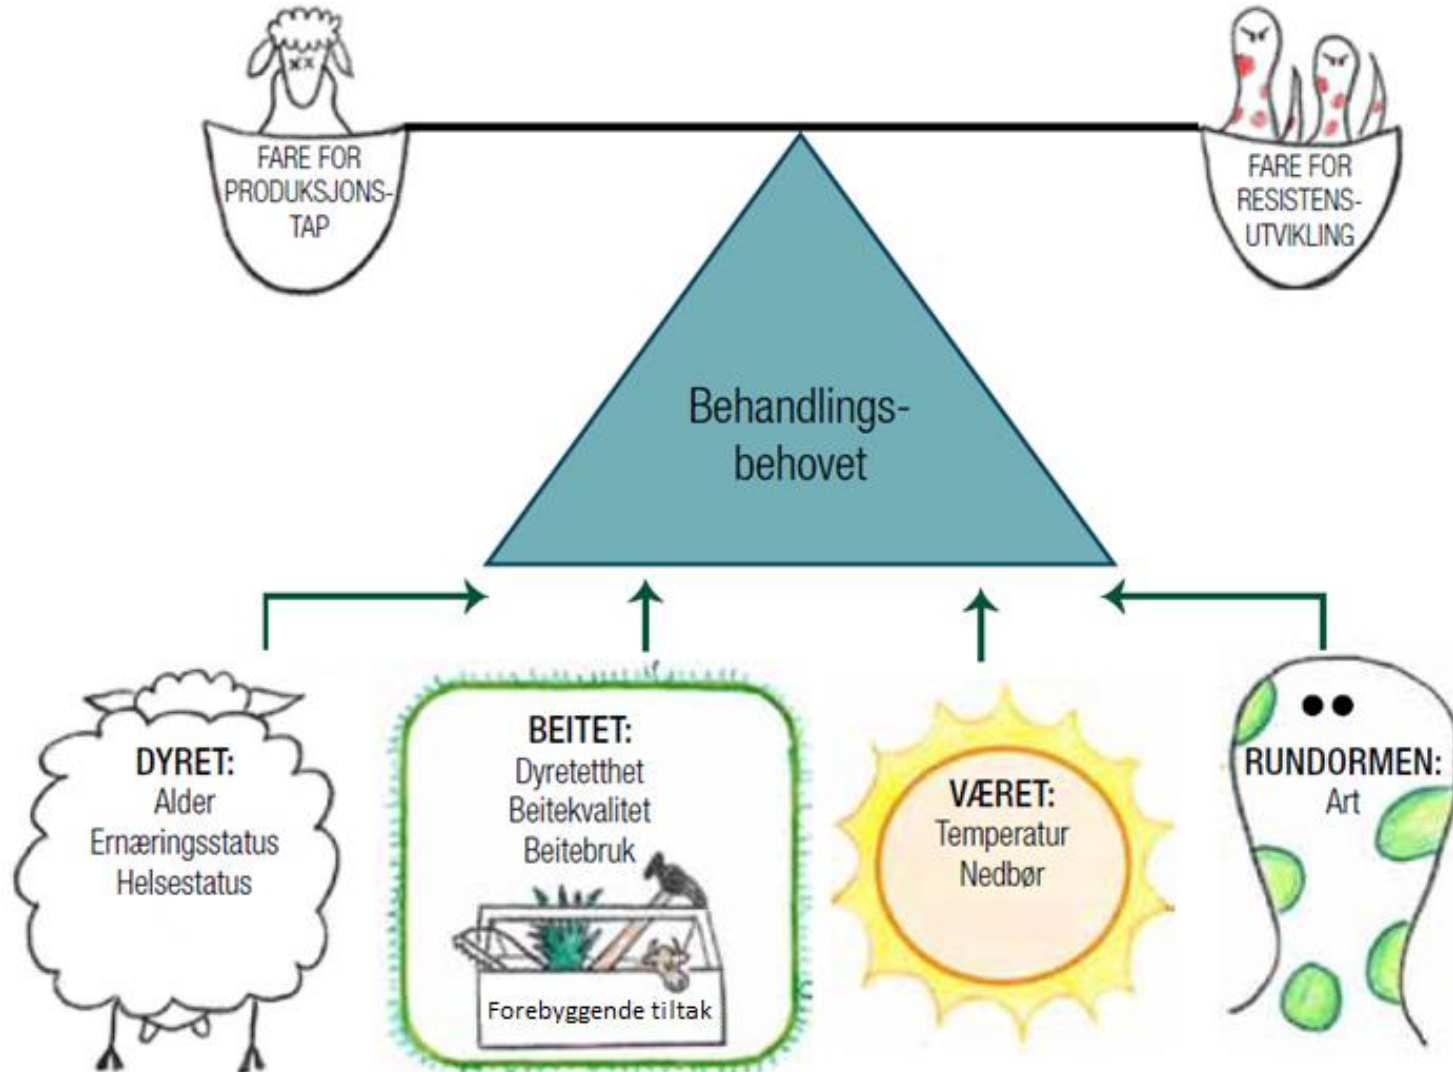 FARE FOR
PRODUKSJONS-
TAP
FARE FOR
RESISTENS-
UTVIKLING
Behandlings-
behovet
DYRET:
Alder
Ernæringsstatus
Helsestatus
BEITET:
Dyretetthet
Beitekvalitet
Beitebruk
Forebyggende tiltak
VÆRET:
Temperatur
Nedbør
RUNDORMEN:
Art